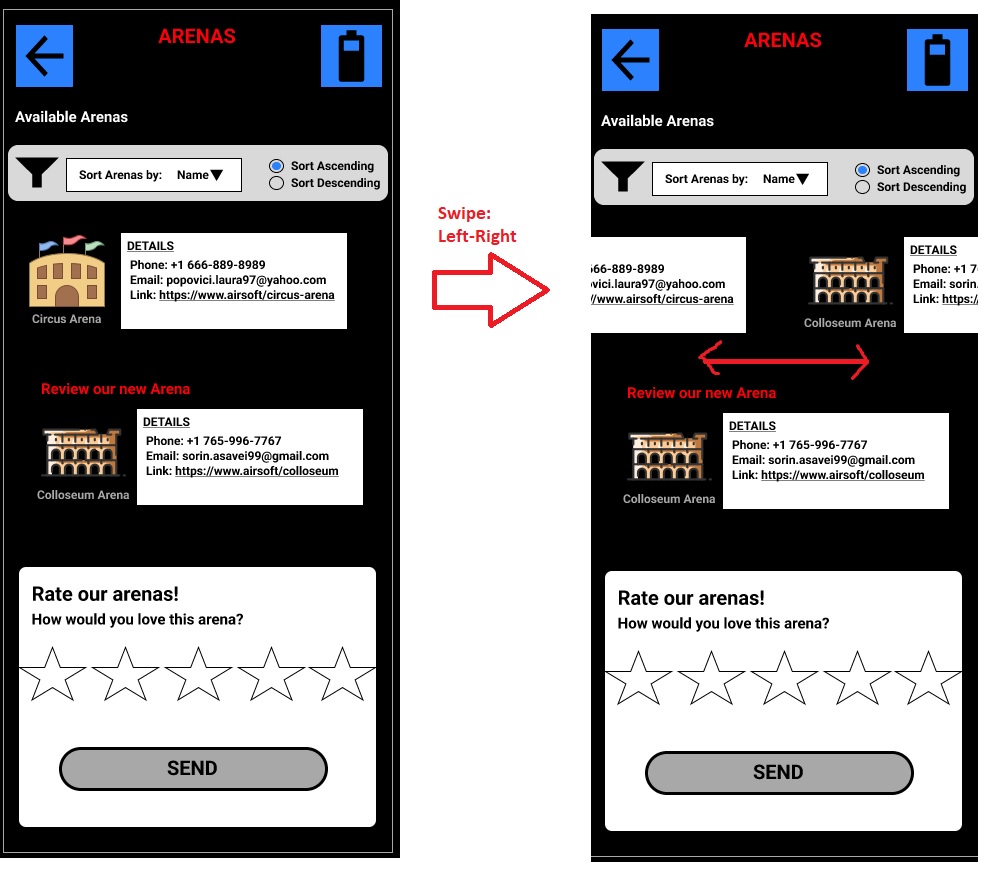 ARENAS
Available Arenas
Sort Arenas by: Name
Sort Ascending
Sort Descending
DETAILS
Phone: +1 666-889-8989
Email: popovici.laura97@yahoo.com
Link: https://www.airsoft/circus-arena
Circus Arena
Review our new Arena
DETAILS
Phone: +1 765-996-7767
Email: sorin.asavei99@gmail.com
Link: https://www.airsoft/colloseum
Colloseum Arena
Rate our arenas!
How would you love this arena?
SEND
Swipe:
Left-Right
ARENAS
Available Arenas
Sort Arenas by: Name
Sort Ascending
Sort Descending
666-889-8989
ovici.laura97@yahoo.com
//www.airsoft/circus-arena
Colloseum Arena
DETAILS
Phone: +1 7
Email: sorin.
Link: https:/
Review our new Arena
DETAILS
Phone: +1 765-996-7767
Email: sorin.asavei99@gmail.com
Link: https://www.airsoft/colloseum
Colloseum Arena
Rate our arenas!
How would you love this arena?
SEND